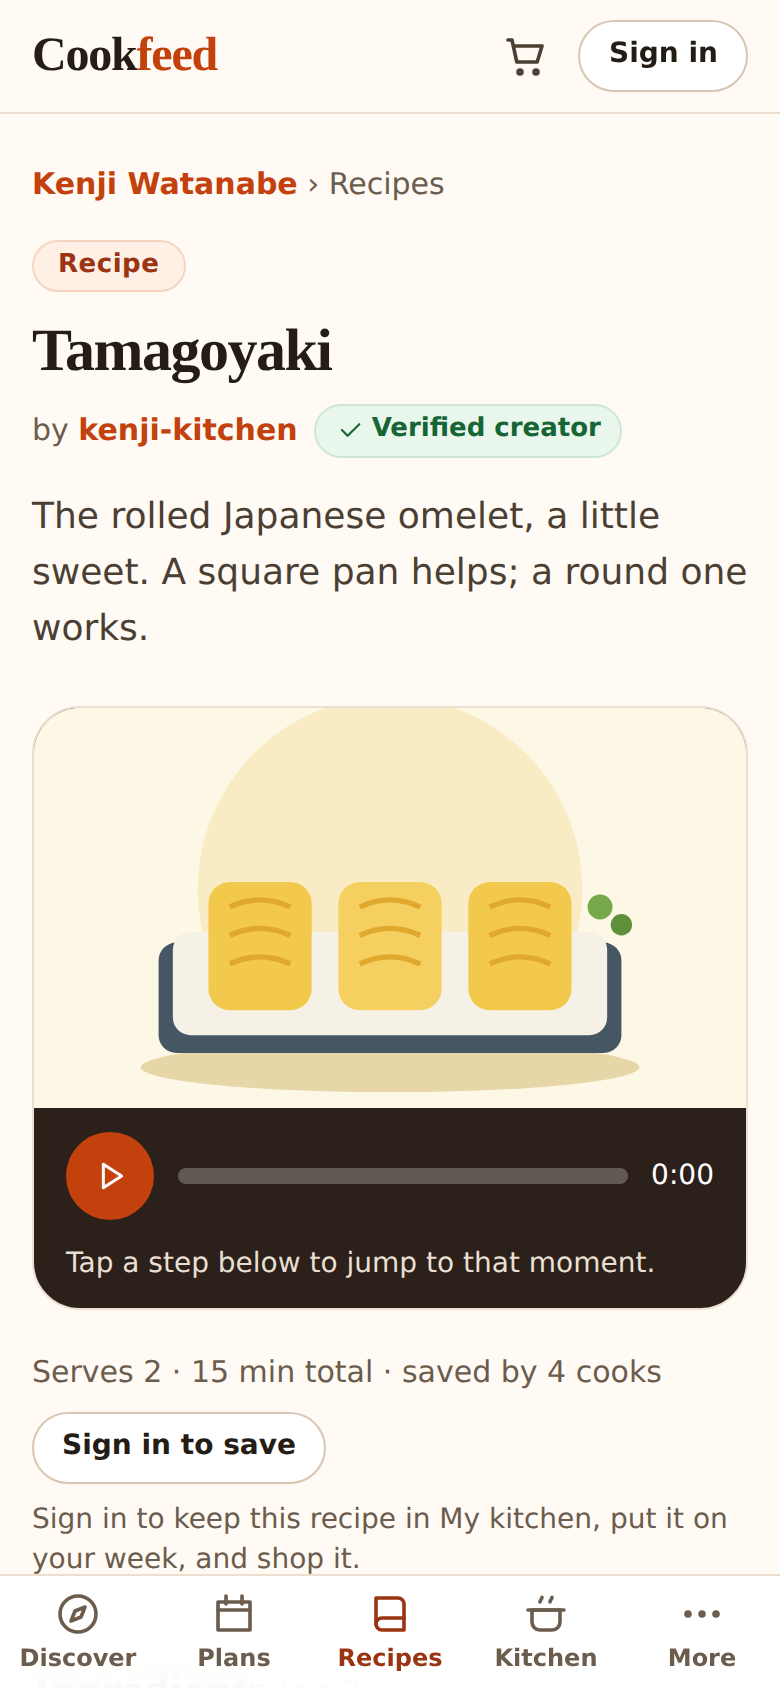 Cookfeed
Sign in
Kenji Watanabe › Recipes
Recipe
Tamagoyaki
by kenji-kitchen
Verified creator
The rolled Japanese omelet, a little
sweet. A square pan helps; a round one
works.
0:00
Tap a step below to jump to that moment.
Serves 2 · 15 min total · saved by 4 cooks
Sign in to save
Sign in to keep this recipe in My kitchen, put it on
your week, and shop it.
Discover
Plans
Recipes
Kitchen
More